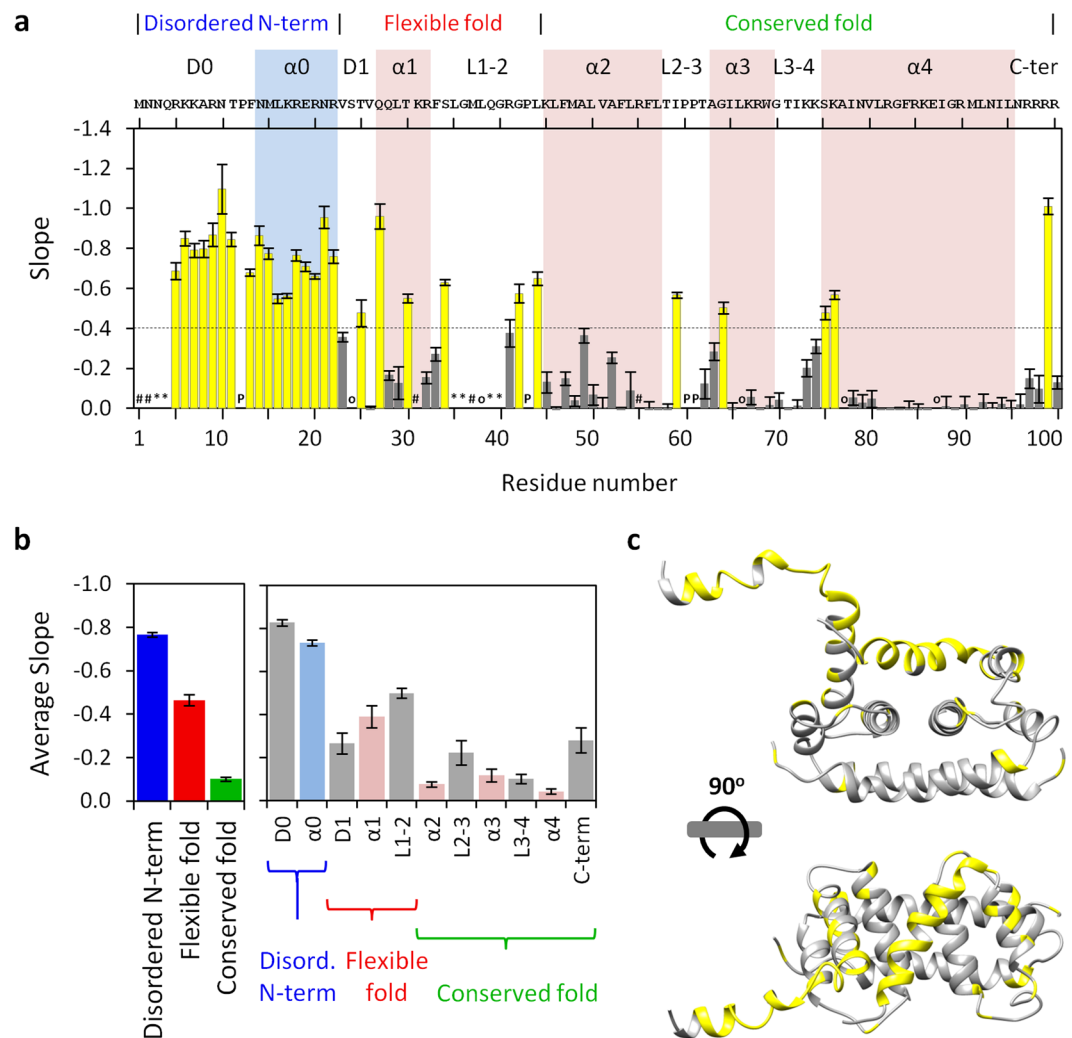 a
| Disordered N-term | Flexible fold | Conserved fold |
D0 α0 D1 α1 L1-2 α2 L2-3 α3 L3-4 α4 C-ter
MNNQRKKARNTPFNMLKRERNRVSTVQQLTKRFSLGMLQGRGPLKLFMALVAFLRFLTIPPTAGILKRWGTIKKSKAINVLRGFRKEIGRMLNILNRRRR
Slope
-1.4
-1.2
-1.0
-0.8
-0.6
-0.4
-0.2
0.0
##** P o # **#o** P # PP o o o
1 10 20 30 40 50 60 70 80 90 100
Residue number
b
Average Slope
-1.0
-0.8
-0.6
-0.4
-0.2
0.0
Disordered N-term
Flexible fold
Conserved fold
D0
α0
D1
α1
L1-2
α2
L2-3
α3
L3-4
α4
C-term
Disord. Flexible
N-term fold Conserved fold
c
90º